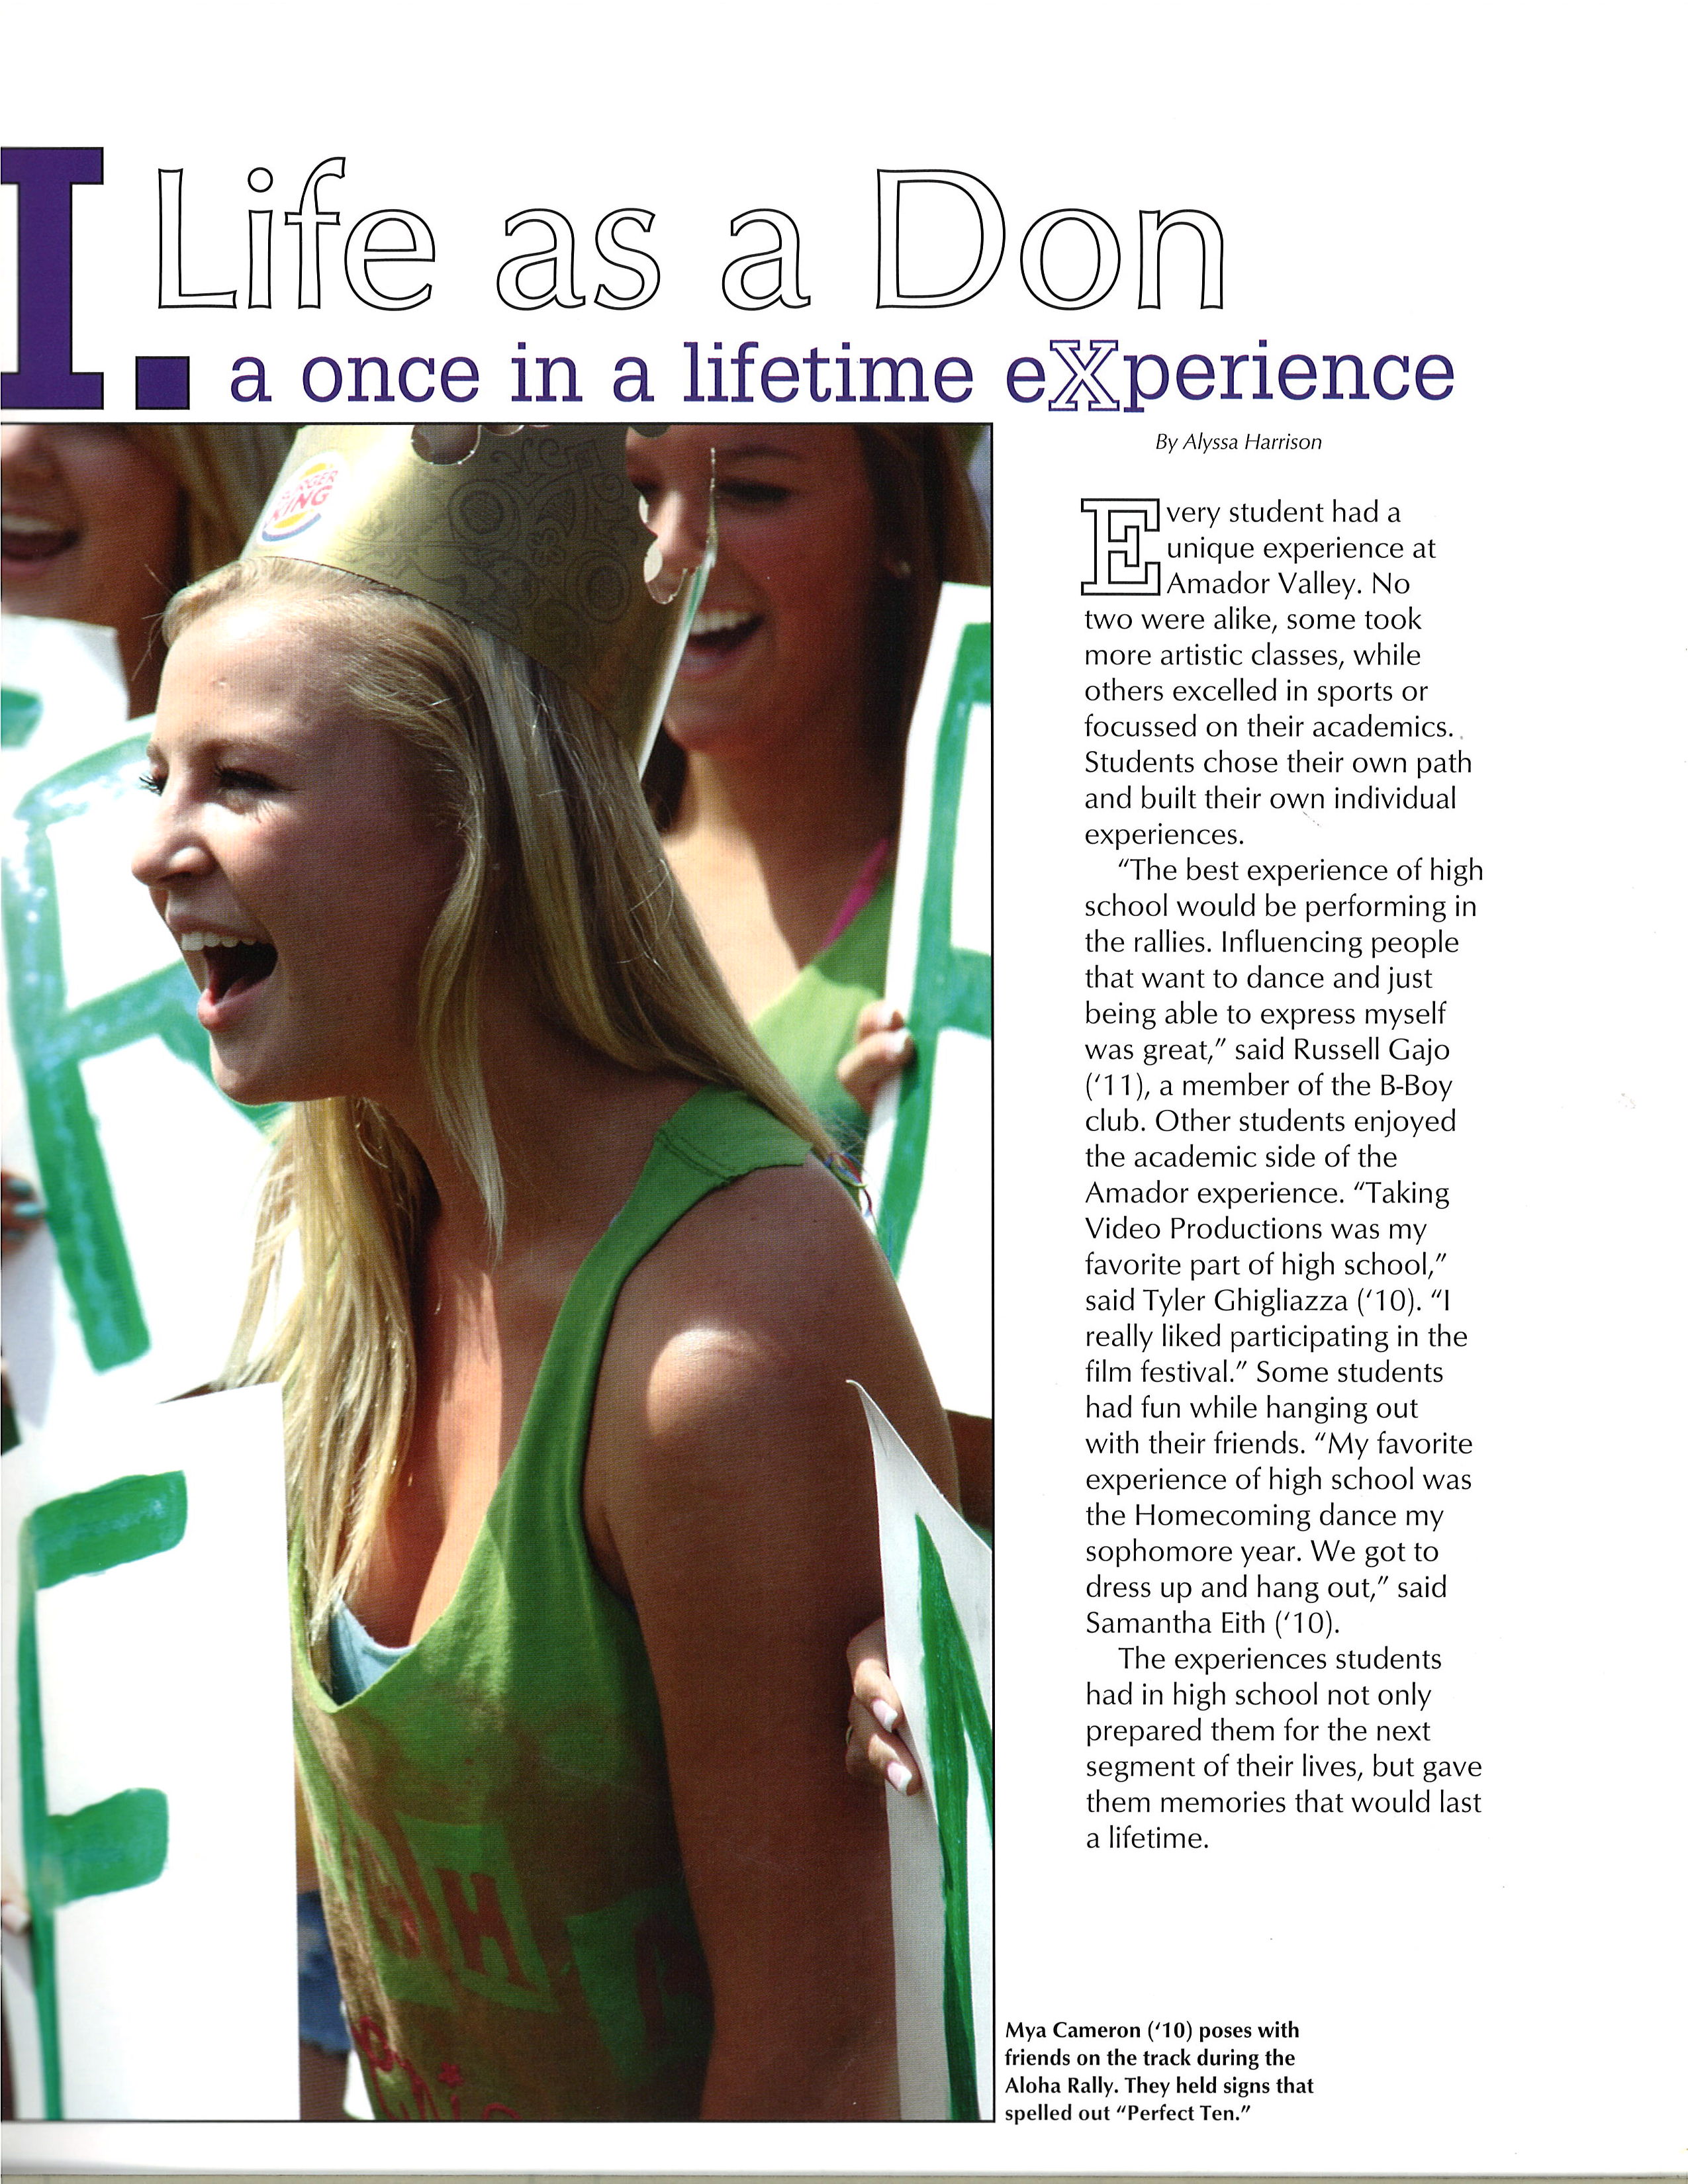 I. Life as a Don
a once in a lifetime eXperience
By Alyssa Harrison
BURGER
KING
Every student had a
unique experience at
Amador Valley. No
two were alike, some took
more artistic classes, while
others excelled in sports or
focussed on their academics.
Students chose their own path
and built their own individual
experiences.
“The best experience of high
school would be performing in
the rallies. Influencing people
that want to dance and just
being able to express myself
was great,” said Russell Gajo
(‘11), a member of the B-Boy
club. Other students enjoyed
the academic side of the
Amador experience. “Taking
Video Productions was my
favorite part of high school,”
said Tyler Ghigliazza (‘10). “I
really liked participating in the
film festival.” Some students
had fun while hanging out
with their friends. “My favorite
experience of high school was
the Homecoming dance my
sophomore year. We got to
dress up and hang out,” said
Samantha Eith (‘10).
The experiences students
had in high school not only
prepared them for the next
segment of their lives, but gave
them memories that would last
a lifetime.
Mya Cameron (‘10) poses with
friends on the track during the
Aloha Rally. They held signs that
spelled out “Perfect Ten.”